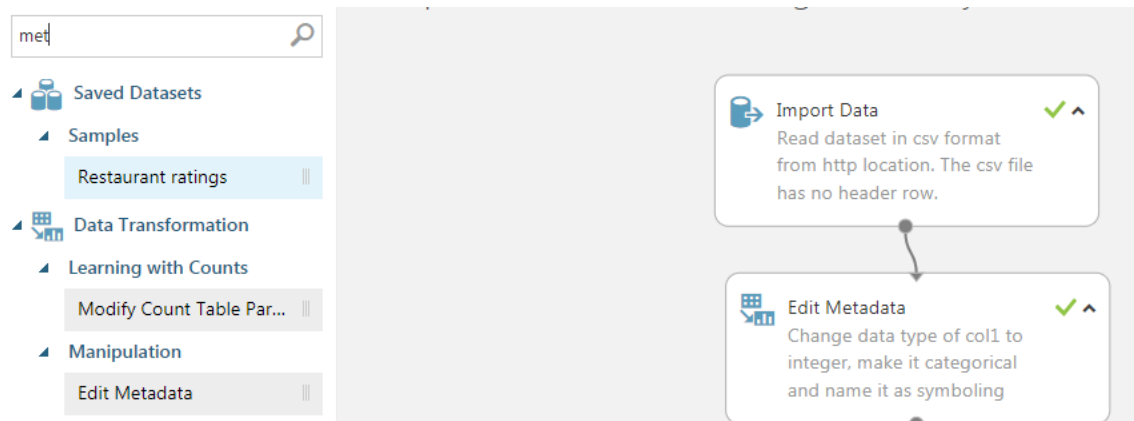 met
Saved Datasets
Samples
Restaurant ratings
Data Transformation
Learning with Counts
Modify Count Table Par...
Manipulation
Edit Metadata
Import Data
Read dataset in csv format
from http location. The csv file
has no header row.
Edit Metadata
Change data type of col1 to
integer, make it categorical
and name it as symboling